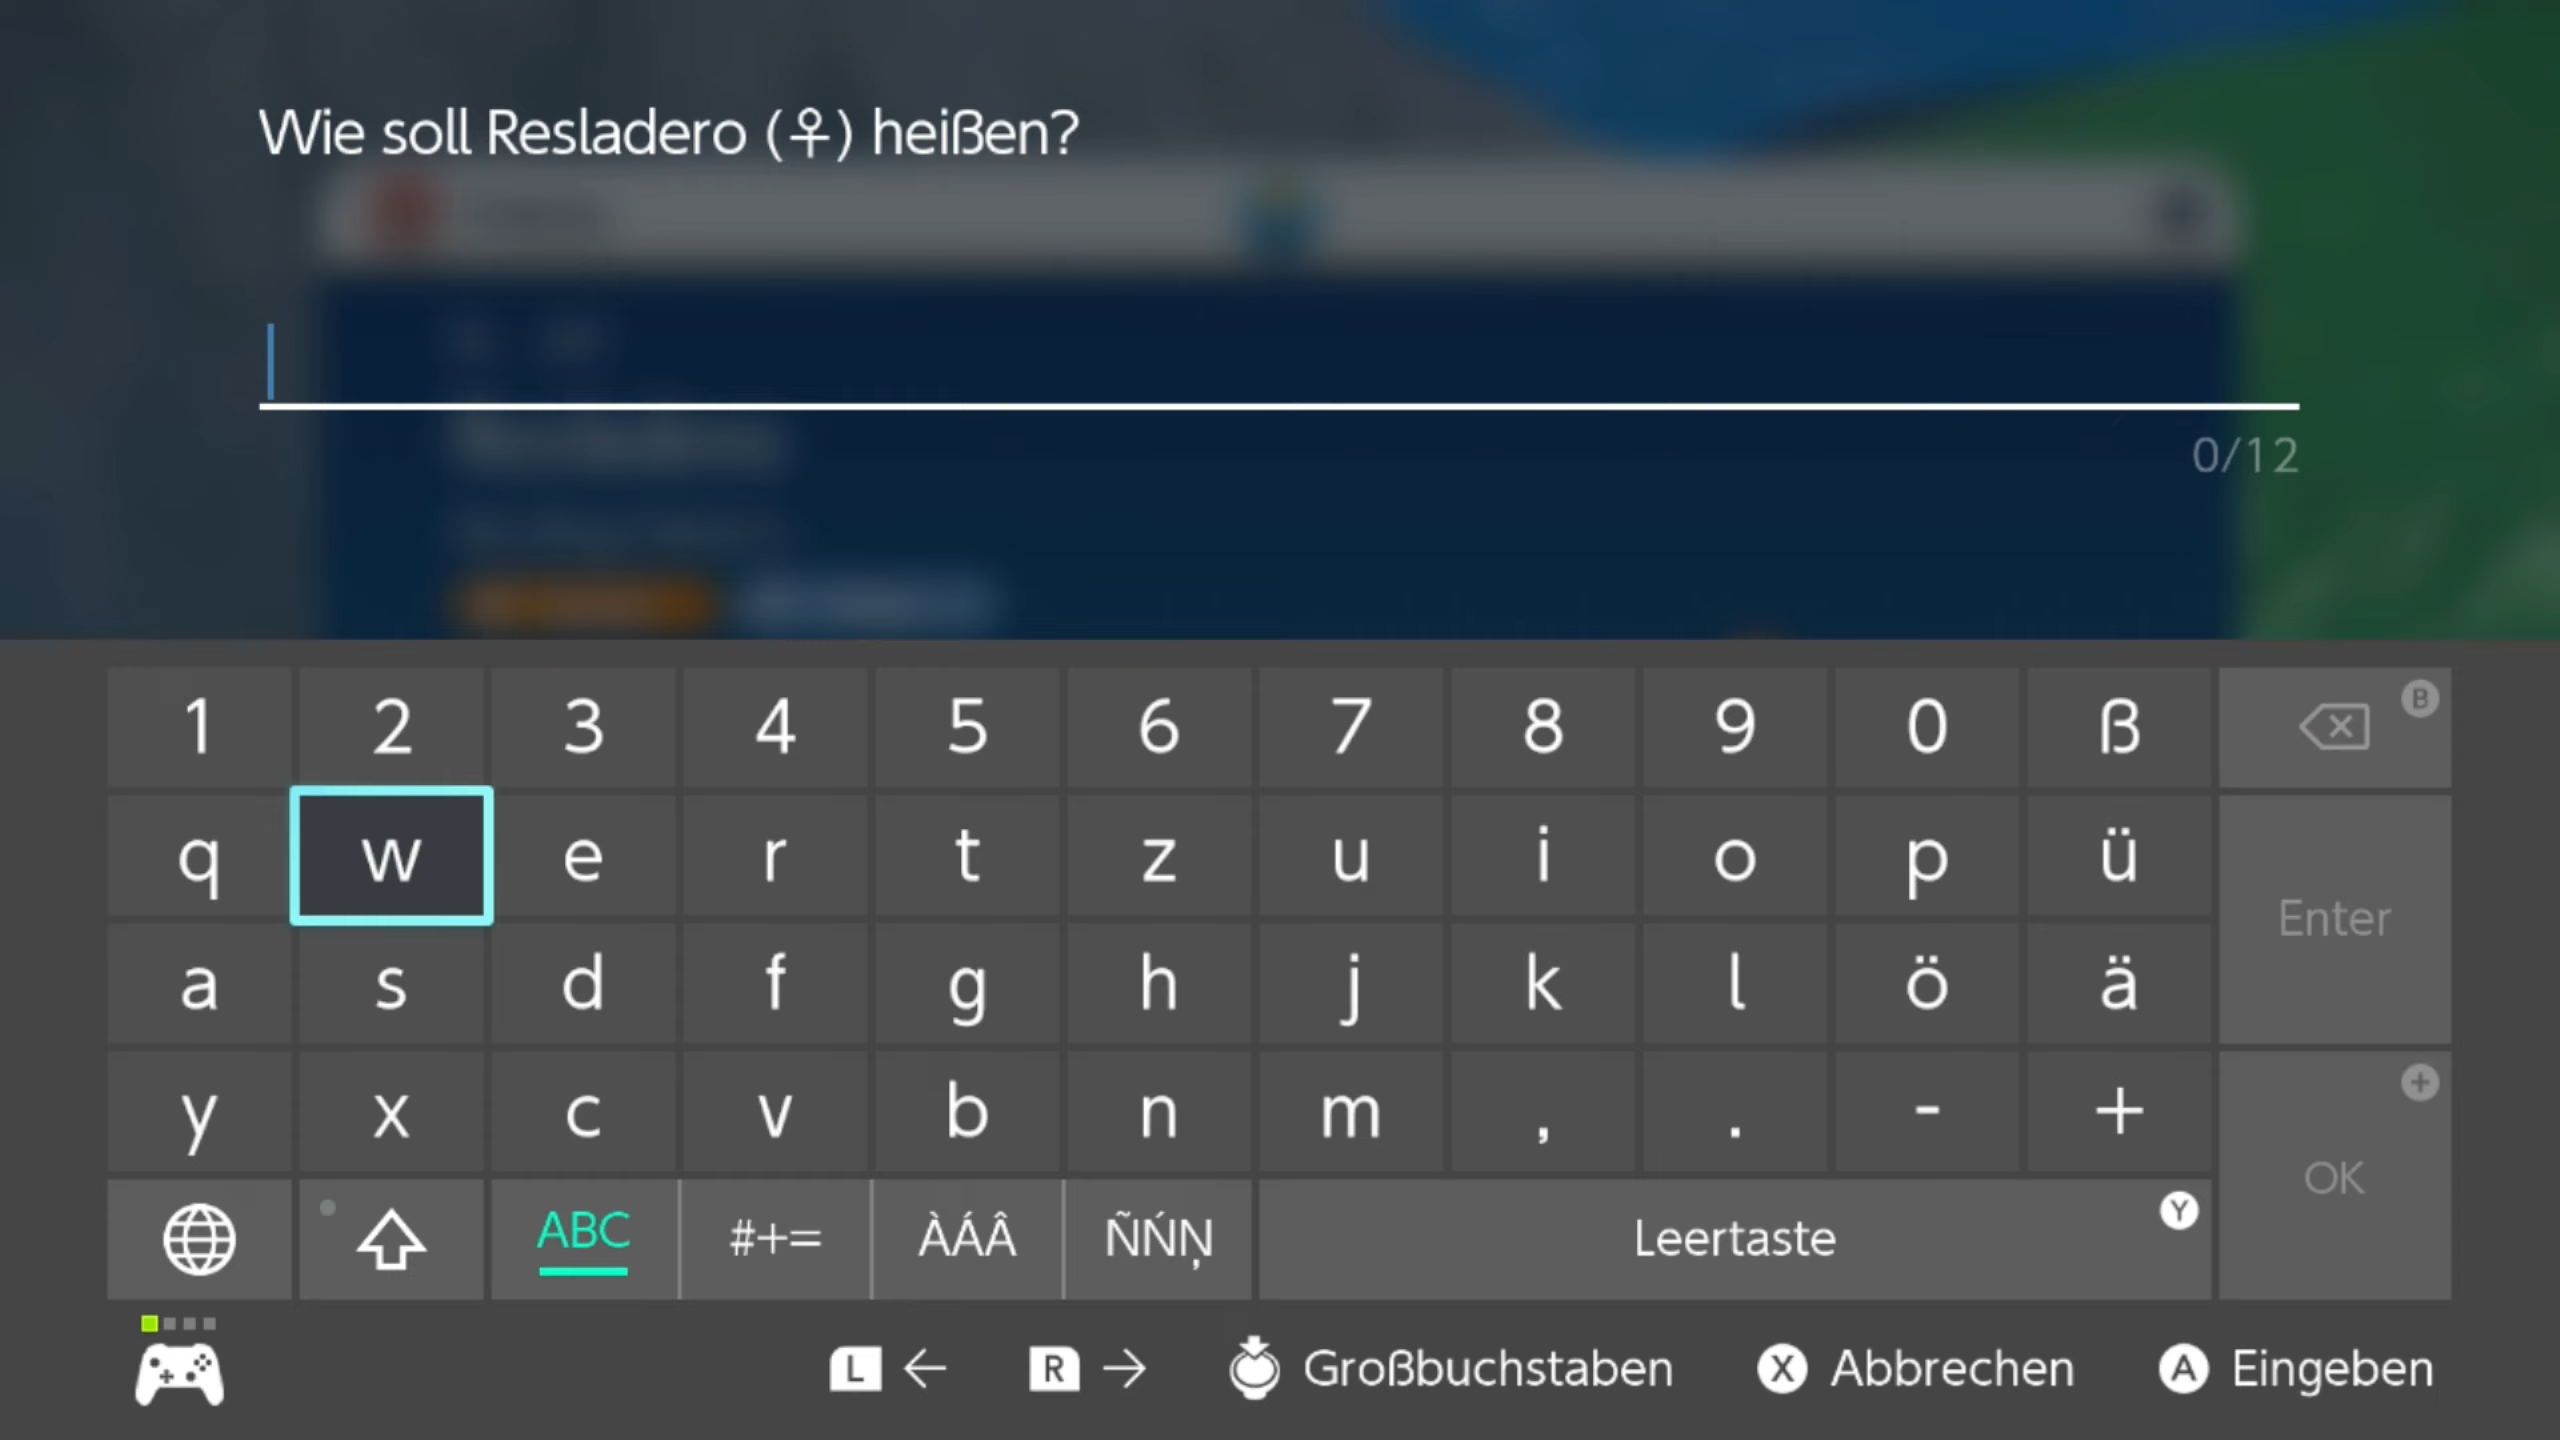 Wie soll Resladero (♀) heißen?
0/12
1 2 3 4 5 6 7 8 9 0 ß B
q w e r t z u i o p ü Enter
a s d f g h j k l ö ä
y x c v b n m , . - + OK
ABC #+= ÀÁÂ ÑŃŅ Leertaste Y
L ← R → Großbuchstaben X Abbrechen A Eingeben